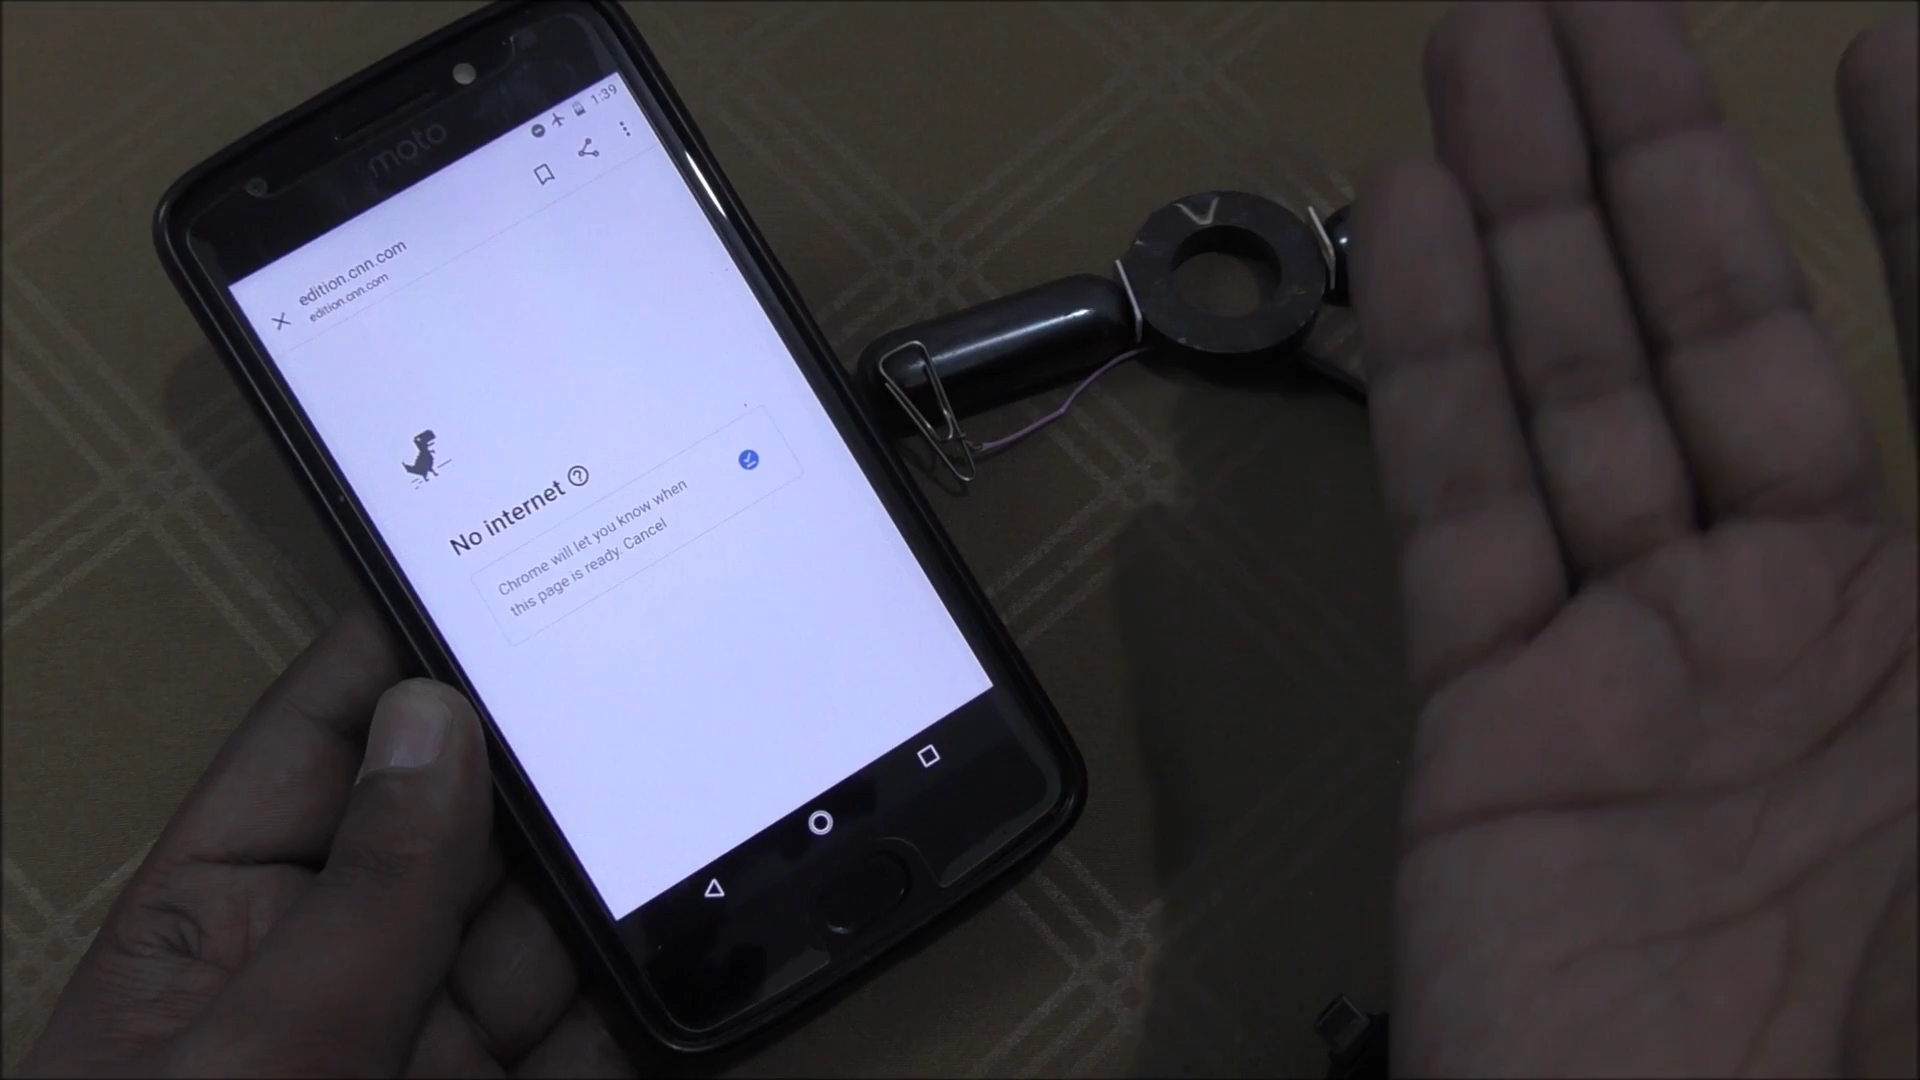 moto
1:39
edition.cnn.com
edition.cnn.com
No internet
Chrome will let you know when
this page is ready. Cancel